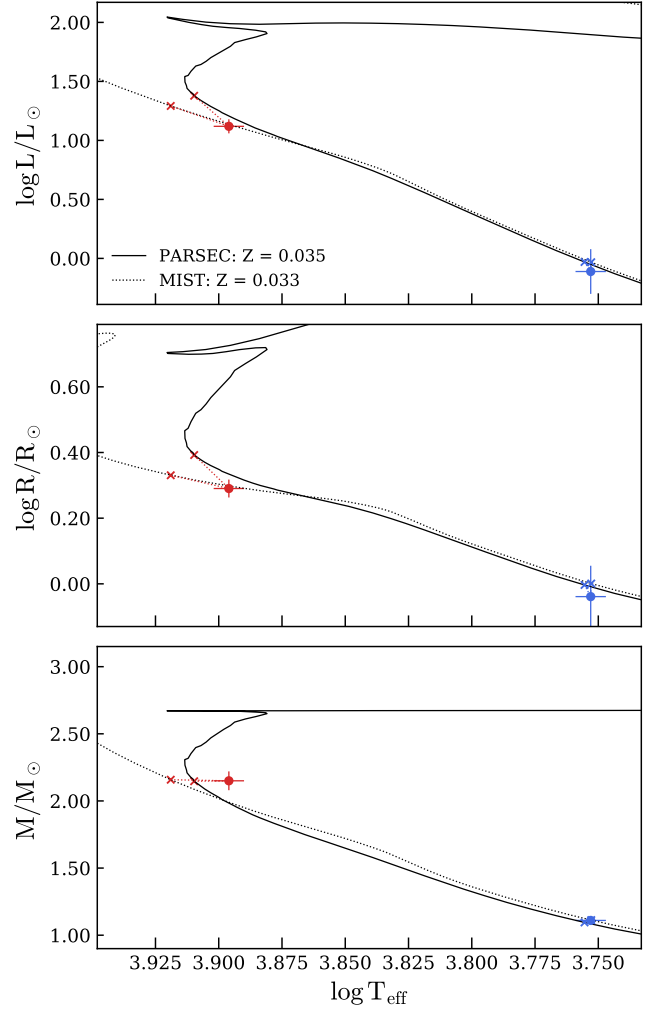 2.00
1.50
1.00
0.50
0.00
log L/L⊙
PARSEC: Z = 0.035
MIST: Z = 0.033
0.60
0.40
0.20
0.00
log R/R⊙
3.00
2.50
2.00
1.50
1.00
M/M⊙
3.925 3.900 3.875 3.850 3.825 3.800 3.775 3.750
log Teff